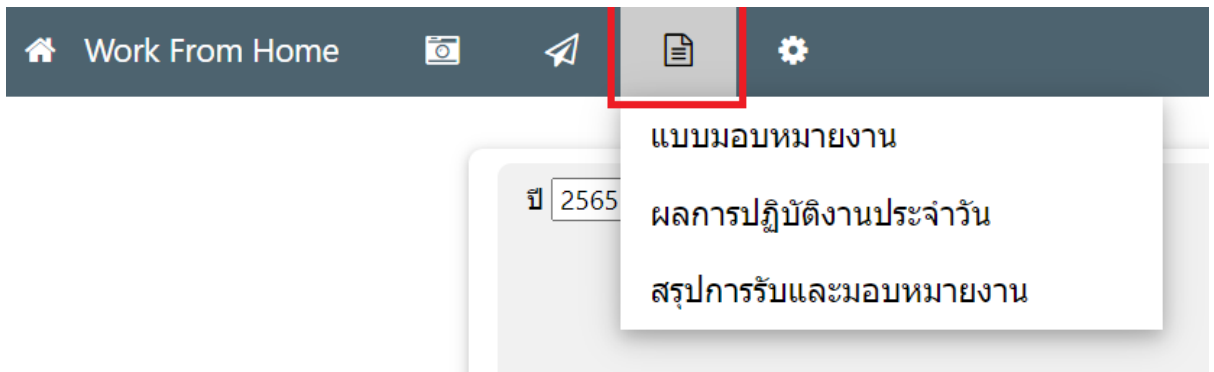 Work From Home
แบบมอบหมายงาน
ปี 2565
ผลการปฏิบัติงานประจำวัน
สรุปการรับและมอบหมายงาน